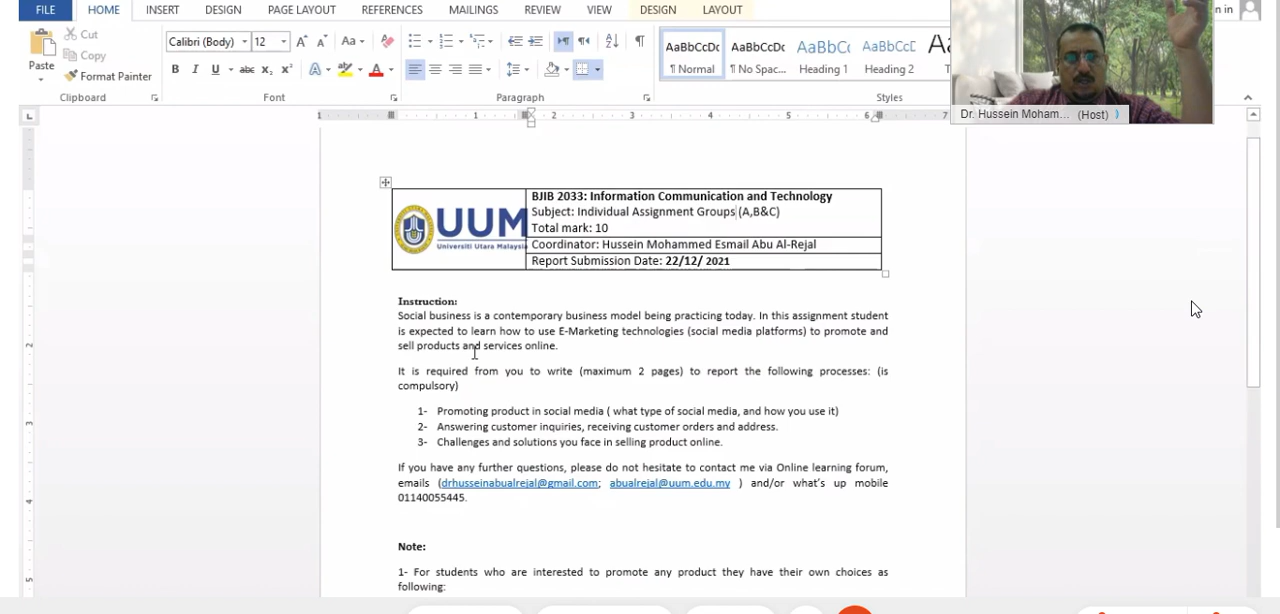 FILE HOME INSERT DESIGN PAGE LAYOUT REFERENCES MAILINGS REVIEW VIEW DESIGN LAYOUT n in
Paste
Cut
Copy
Format Painter
Clipboard
Calibri (Body) 12
Font
Paragraph
AaBbCcDc AaBbCcDc AaBbCc AaBbCcD
¶ Normal ¶ No Spac... Heading 1 Heading 2
Styles
Dr. Hussein Moham... (Host)
1 1 2 3 4 5 6 7
BJIB 2033: Information Communication and Technology
Subject: Individual Assignment Groups (A,B&C)
Total mark: 10
Coordinator: Hussein Mohammed Esmail Abu Al-Rejal
Report Submission Date: 22/12/ 2021
UUM
Universiti Utara Malaysia
Instruction:
Social business is a contemporary business model being practicing today. In this assignment student
is expected to learn how to use E-Marketing technologies (social media platforms) to promote and
sell products and services online.
It is required from you to write (maximum 2 pages) to report the following processes: (is
compulsory)
1- Promoting product in social media ( what type of social media, and how you use it)
2- Answering customer inquiries, receiving customer orders and address.
3- Challenges and solutions you face in selling product online.
If you have any further questions, please do not hesitate to contact me via Online learning forum,
emails (drhusseinabualrejal@gmail.com; abualrejal@uum.edu.my ) and/or what's up mobile
01140055445.
Note:
1- For students who are interested to promote any product they have their own choices as
following: